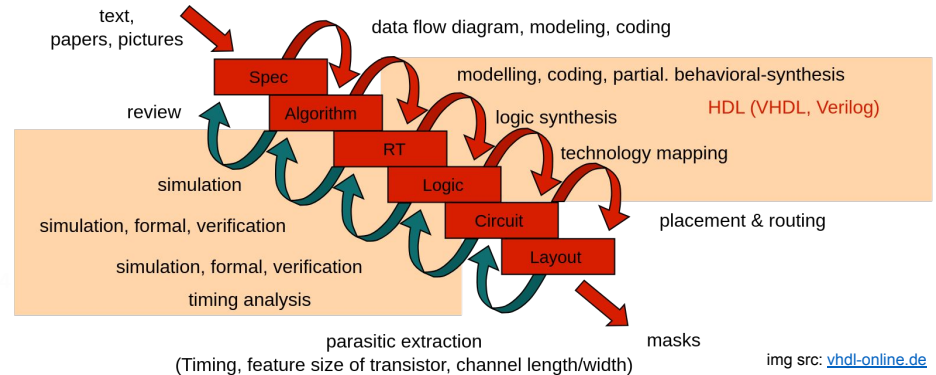 text,
papers, pictures
data flow diagram, modeling, coding
Spec
modelling, coding, partial. behavioral-synthesis
HDL (VHDL, Verilog)
review
Algorithm
logic synthesis
RT
technology mapping
simulation
Logic
simulation, formal, verification
Circuit
placement & routing
simulation, formal, verification
Layout
timing analysis
parasitic extraction
(Timing, feature size of transistor, channel length/width)
masks
img src: vhdl-online.de